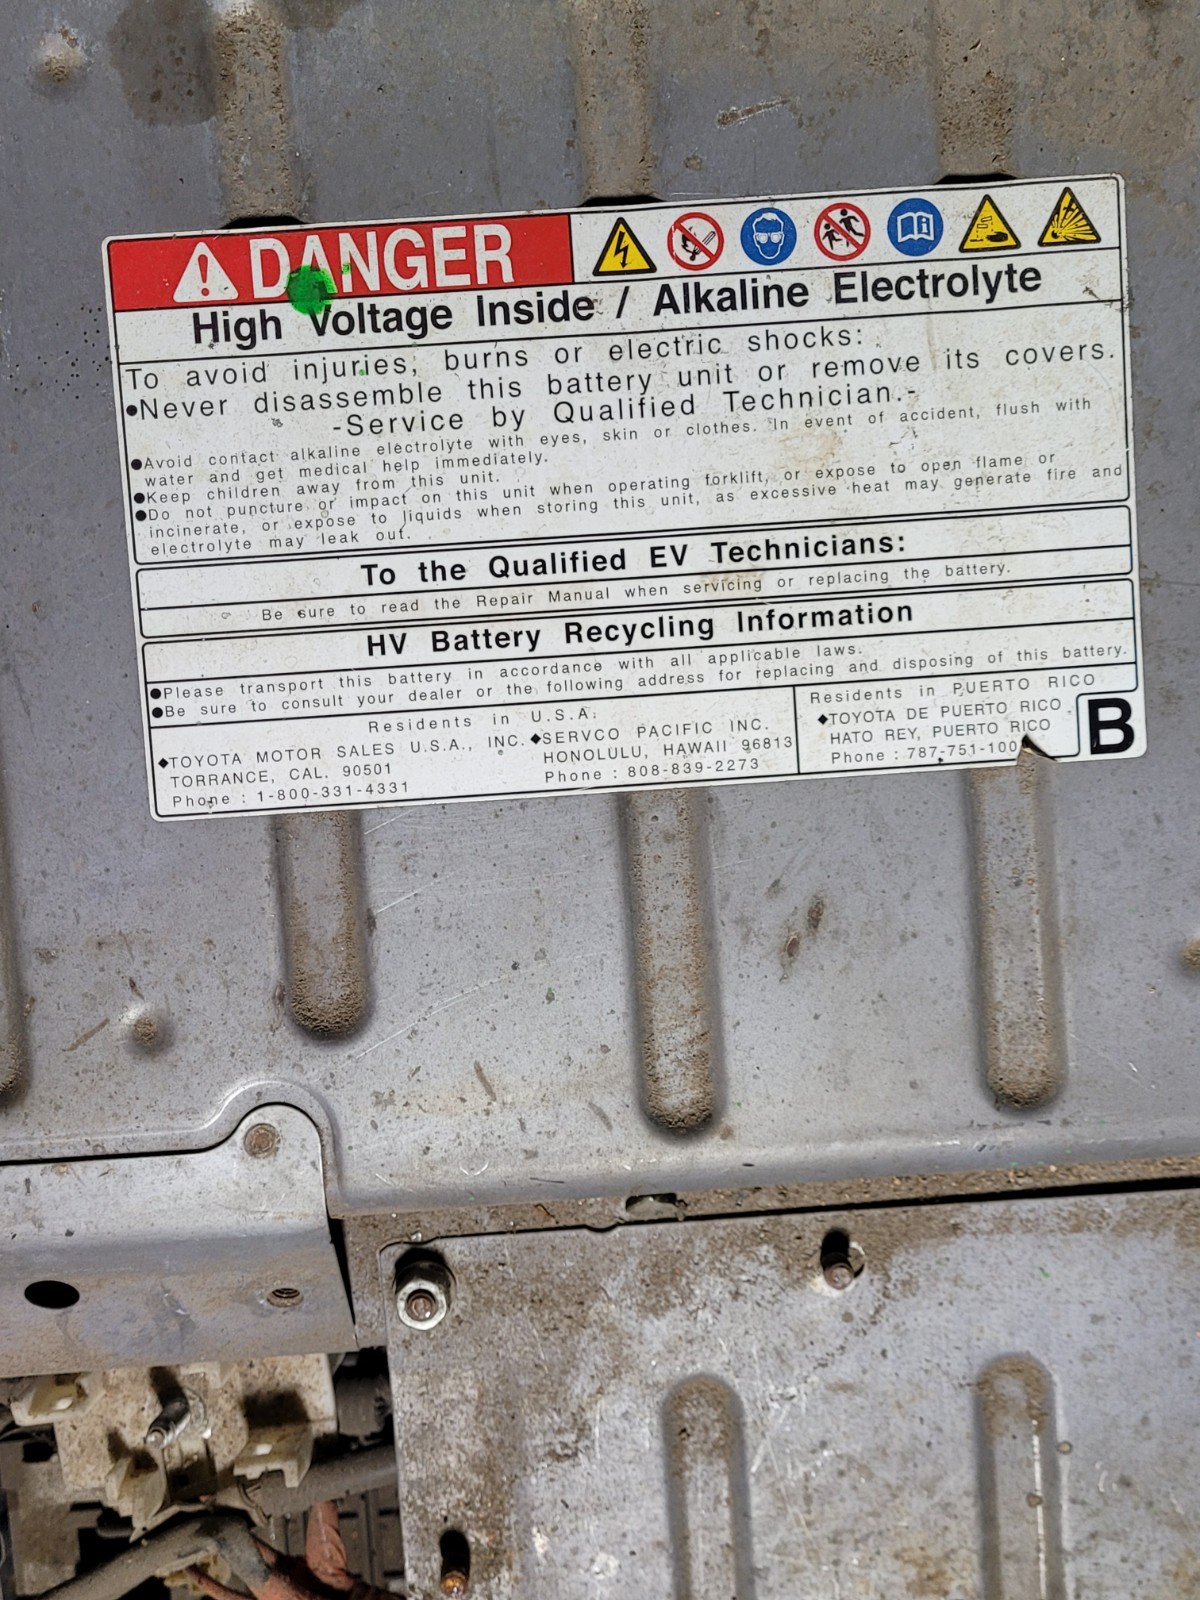 DANGER
High Voltage Inside / Alkaline Electrolyte
To avoid injuries, burns or electric shocks:
●Never disassemble this battery unit or remove its covers.
-Service by Qualified Technician.-
●Avoid contact alkaline electrolyte with eyes, skin or clothes. In event of accident, flush with
water and get medical help immediately.
●Keep children away from this unit.
●Do not puncture or impact on this unit when operating forklift, or expose to open flame or
incinerate, or expose to liquids when storing this unit, as excessive heat may generate fire and
electrolyte may leak out.
To the Qualified EV Technicians:
Be sure to read the Repair Manual when servicing or replacing the battery.
HV Battery Recycling Information
●Please transport this battery in accordance with all applicable laws.
●Be sure to consult your dealer or the following address for replacing and disposing of this battery.
Residents in U.S.A:
◆TOYOTA MOTOR SALES U.S.A., INC.
TORRANCE, CAL. 90501
Phone : 1-800-331-4331
◆SERVCO PACIFIC INC.
HONOLULU, HAWAII 96813
Phone : 808-839-2273
Residents in PUERTO RICO
◆TOYOTA DE PUERTO RICO
HATO REY, PUERTO RICO
Phone : 787-751-100
B